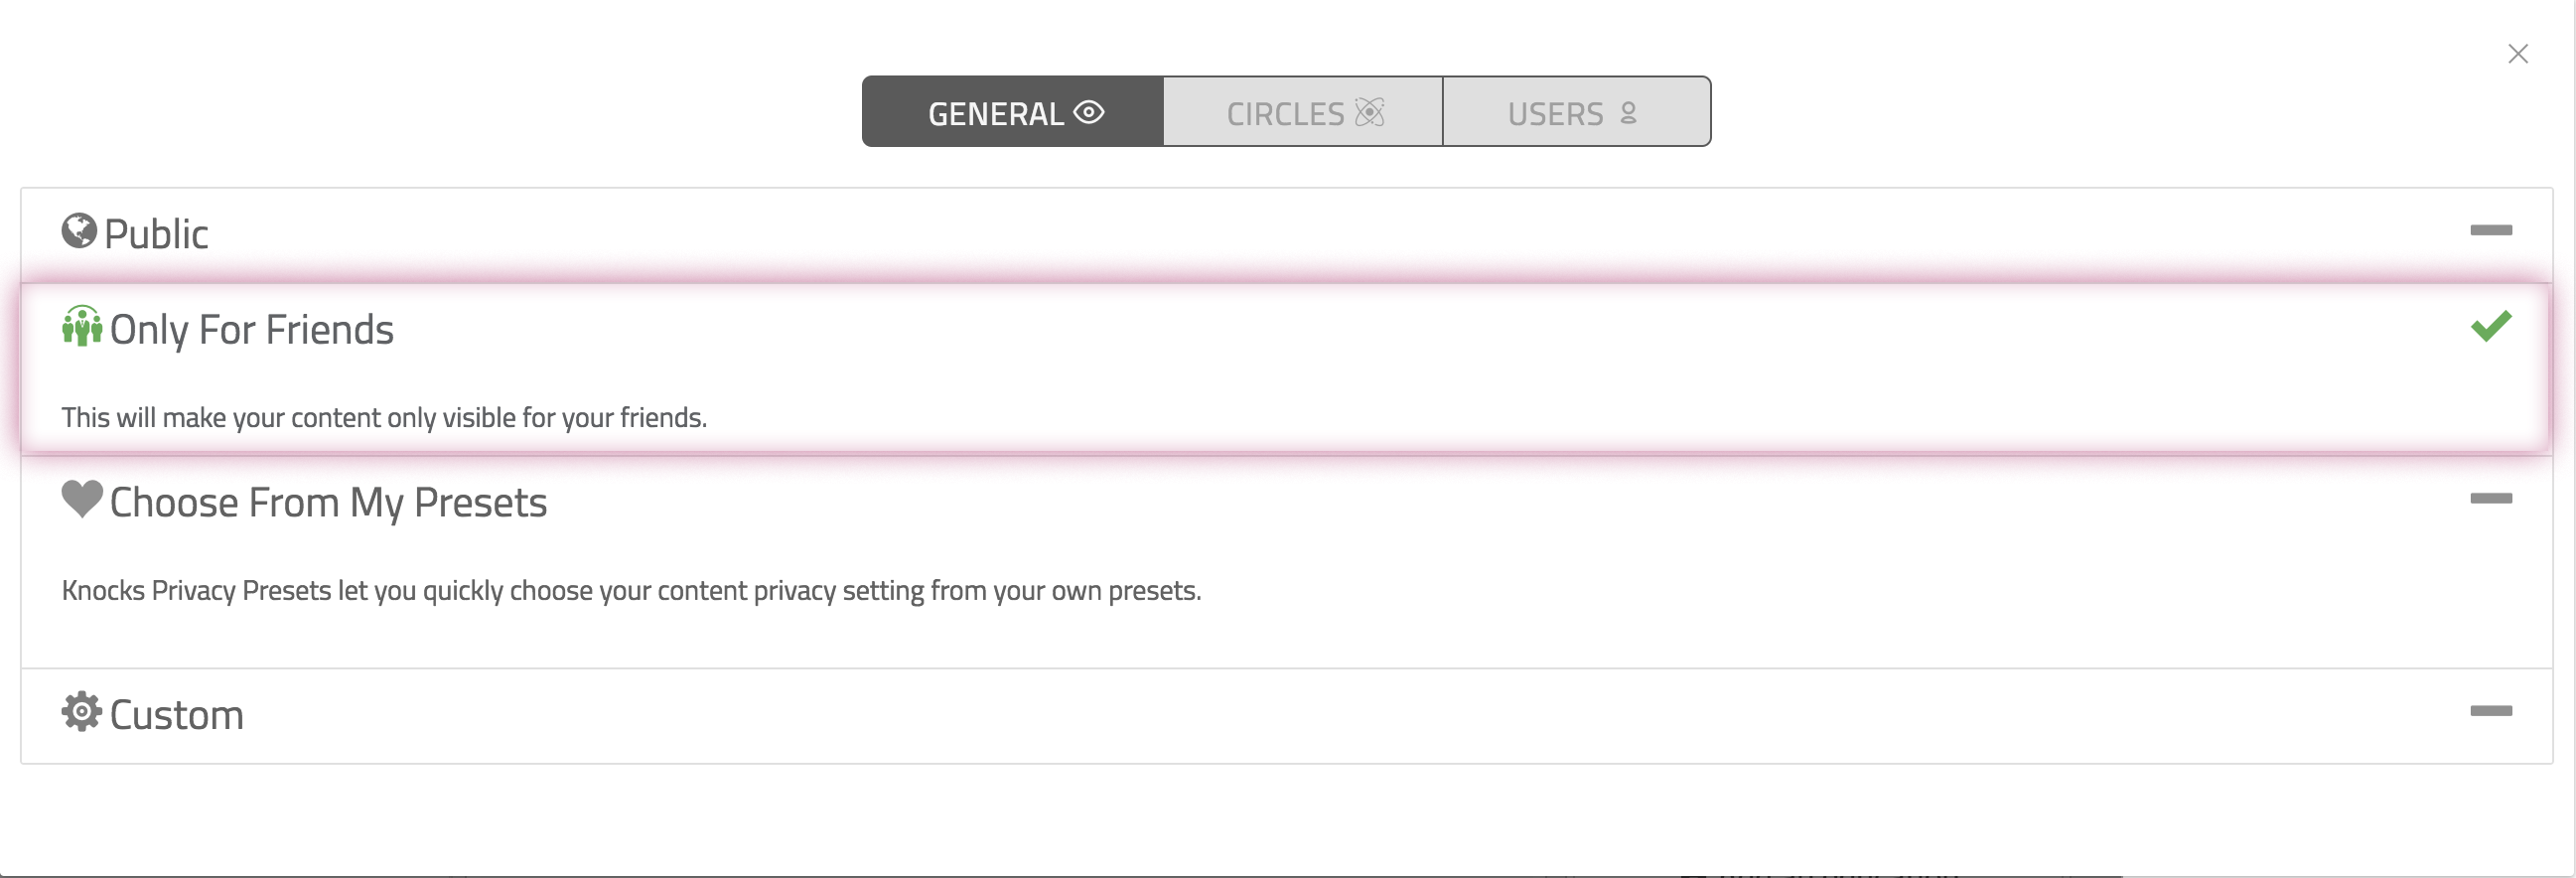 GENERAL CIRCLES USERS
Public
Only For Friends
This will make your content only visible for your friends.
Choose From My Presets
Knocks Privacy Presets let you quickly choose your content privacy setting from your own presets.
Custom